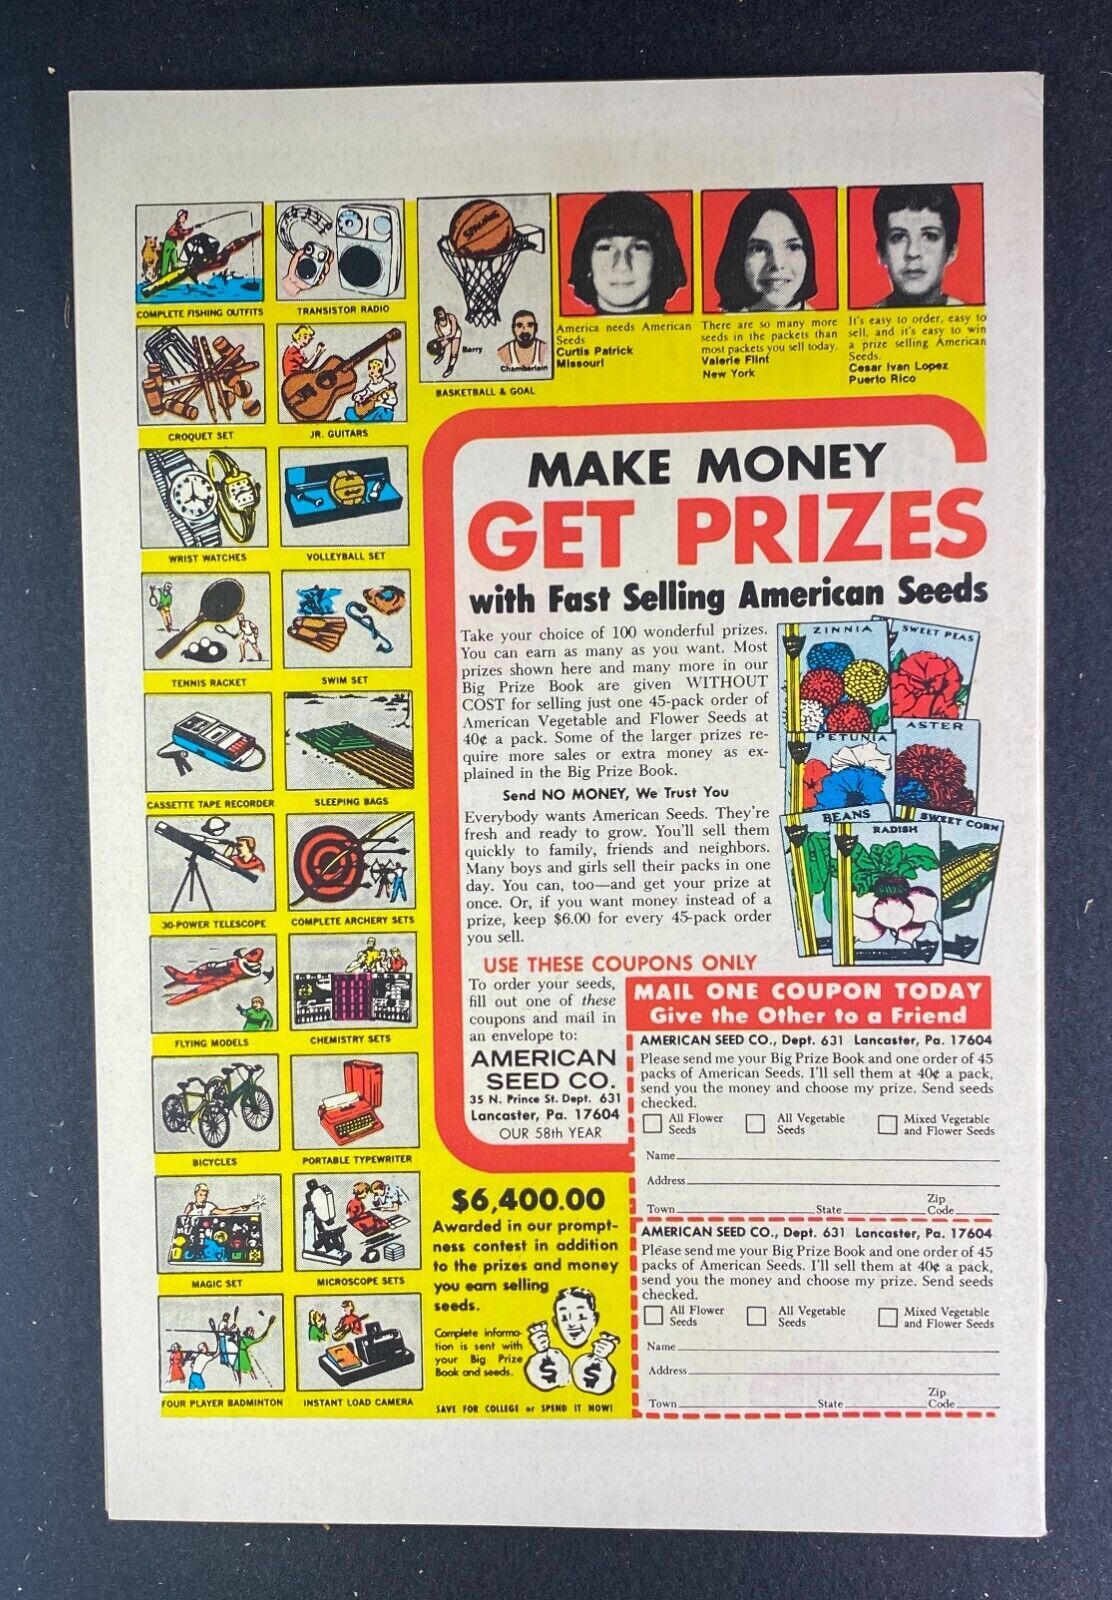 COMPLETE FISHING OUTFITS
TRANSISTOR RADIO
SPALDING
Barry
Chamberlain
BASKETBALL & GOAL
America needs American
Seeds
Curtis Patrick
Missouri
There are so many more
seeds in the packets than
most packets you sell today.
Valerie Flint
New York
It's easy to order, easy to
sell, and it's easy to win
a prize selling American
Seeds.
Cesar Ivan Lopez
Puerto Rico
CROQUET SET
JR. GUITARS
WRIST WATCHES
VOLLEYBALL SET
TENNIS RACKET
SWIM SET
CASSETTE TAPE RECORDER
SLEEPING BAGS
30-POWER TELESCOPE
COMPLETE ARCHERY SETS
FLYING MODELS
CHEMISTRY SETS
BICYCLES
PORTABLE TYPEWRITER
MAGIC SET
MICROSCOPE SETS
FOUR PLAYER BADMINTON
INSTANT LOAD CAMERA
MAKE MONEY
GET PRIZES
with Fast Selling American Seeds
Take your choice of 100 wonderful prizes.
You can earn as many as you want. Most
prizes shown here and many more in our
Big Prize Book are given WITHOUT
COST for selling just one 45-pack order of
American Vegetable and Flower Seeds at
40¢ a pack. Some of the larger prizes re-
quire more sales or extra money as ex-
plained in the Big Prize Book.
Send NO MONEY, We Trust You
Everybody wants American Seeds. They're
fresh and ready to grow. You'll sell them
quickly to family, friends and neighbors.
Many boys and girls sell their packs in one
day. You can, too—and get your prize at
once. Or, if you want money instead of a
prize, keep $6.00 for every 45-pack order
you sell.
ZINNIA
SWEET PEAS
ASTER
PETUNIA
BEANS
RADISH
SWEET CORN
USE THESE COUPONS ONLY
To order your seeds,
fill out one of these
coupons and mail in
an envelope to:
AMERICAN
SEED CO.
35 N. Prince St. Dept. 631
Lancaster, Pa. 17604
OUR 58th YEAR
MAIL ONE COUPON TODAY
Give the Other to a Friend
AMERICAN SEED CO., Dept. 631 Lancaster, Pa. 17604
Please send me your Big Prize Book and one order of 45
packs of American Seeds. I'll sell them at 40¢ a pack,
send you the money and choose my prize. Send seeds
checked.
All Flower
Seeds
All Vegetable
Seeds
Mixed Vegetable
and Flower Seeds
Name
Address
Town State Zip Code
AMERICAN SEED CO., Dept. 631 Lancaster, Pa. 17604
Please send me your Big Prize Book and one order of 45
packs of American Seeds. I'll sell them at 40¢ a pack,
send you the money and choose my prize. Send seeds
checked.
All Flower
Seeds
All Vegetable
Seeds
Mixed Vegetable
and Flower Seeds
Name
Address
Town State Zip Code
$6,400.00
Awarded in our prompt-
ness contest in addition
to the prizes and money
you earn selling
seeds.
Complete informa-
tion is sent with
your Big Prize
Book and seeds.
$ $
SAVE FOR COLLEGE or SPEND IT NOW!